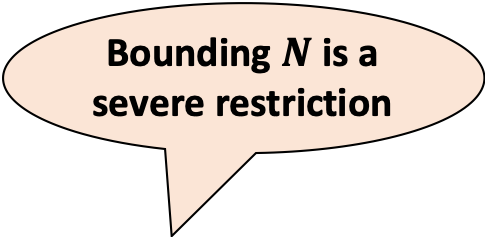 Bounding N is a
severe restriction